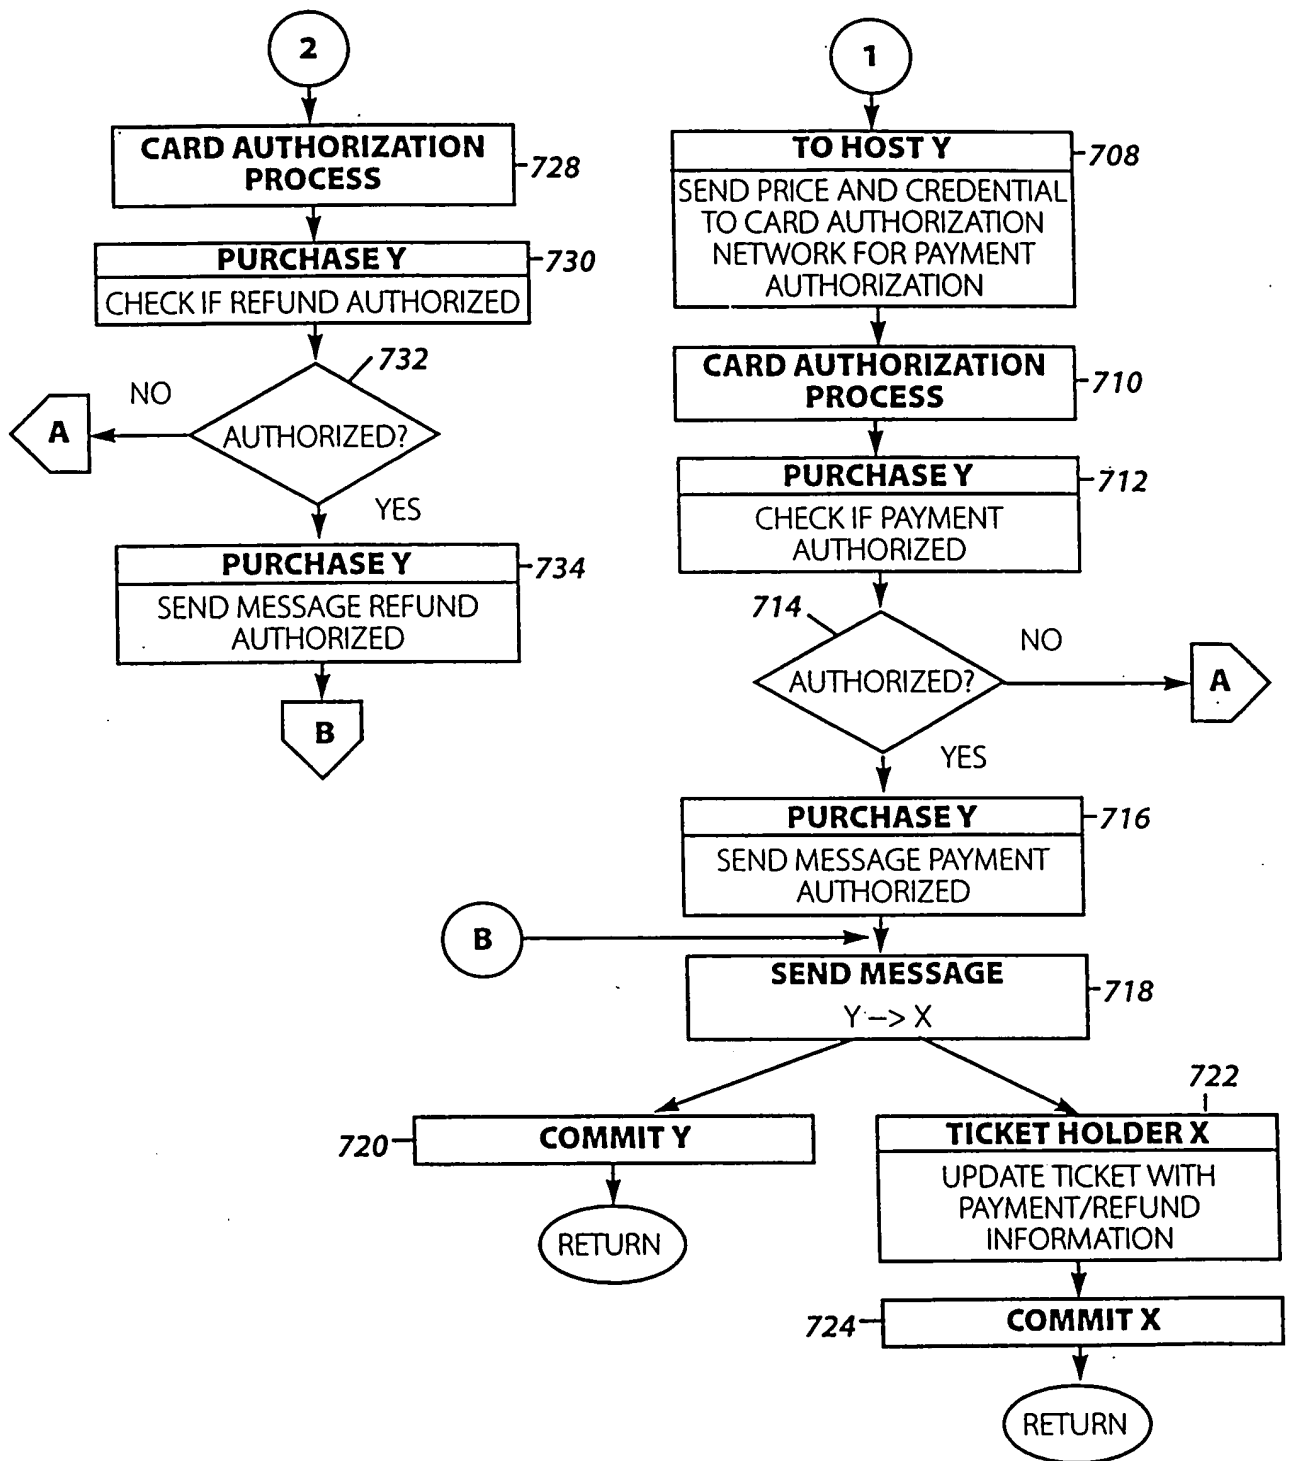 2
CARD AUTHORIZATION
PROCESS
728
PURCHASE Y
730
CHECK IF REFUND AUTHORIZED
732
NO
A
AUTHORIZED?
YES
PURCHASE Y
734
SEND MESSAGE REFUND
AUTHORIZED
B
1
TO HOST Y
708
SEND PRICE AND CREDENTIAL
TO CARD AUTHORIZATION
NETWORK FOR PAYMENT
AUTHORIZATION
CARD AUTHORIZATION
PROCESS
710
PURCHASE Y
712
CHECK IF PAYMENT
AUTHORIZED
714
NO
AUTHORIZED?
A
YES
PURCHASE Y
716
SEND MESSAGE PAYMENT
AUTHORIZED
B
SEND MESSAGE
718
Y –> X
722
720
COMMIT Y
RETURN
TICKET HOLDER X
UPDATE TICKET WITH
PAYMENT/REFUND
INFORMATION
724
COMMIT X
RETURN